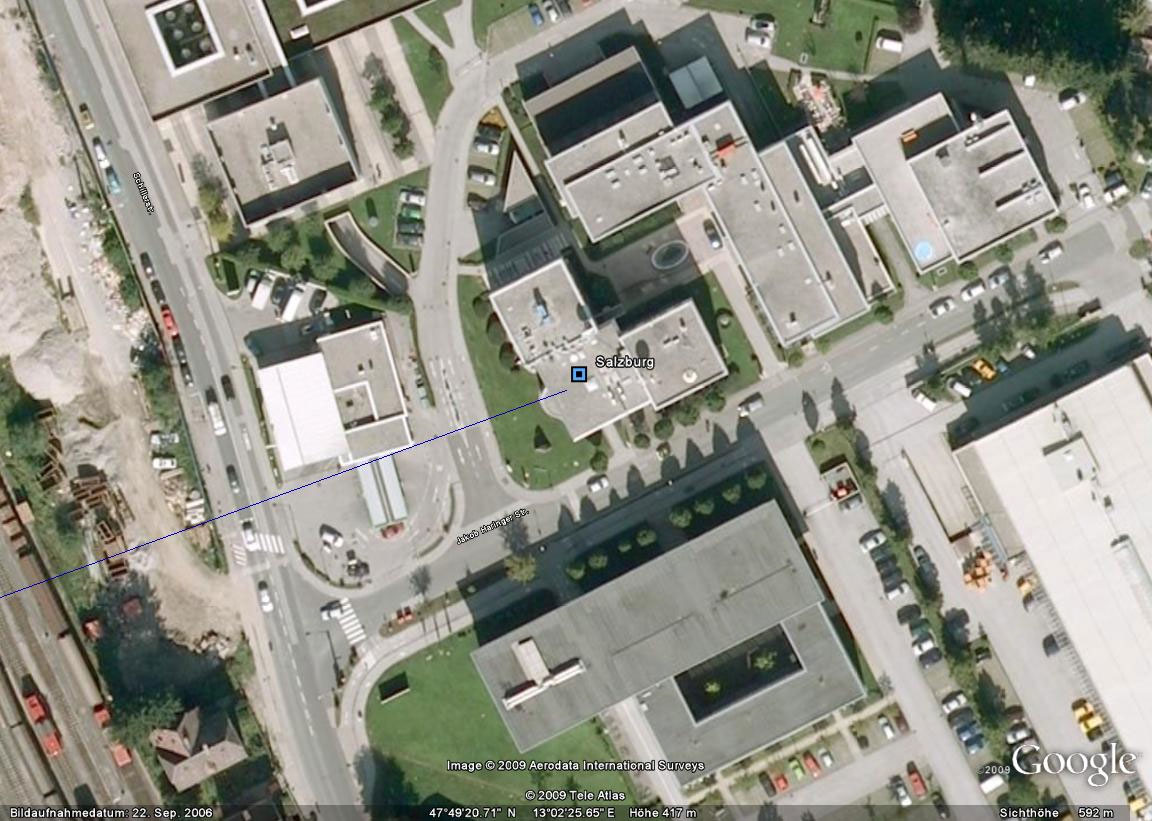 Schillerstr.
Salzburg
Jakob Haringer Str.
Image © 2009 Aerodata International Surveys
© 2009 Tele Atlas
©2009 Google
Bildaufnahmedatum: 22. Sep. 2006 47°49'20.71" N 13°02'25.65" E Höhe 417 m Sichthöhe 592 m